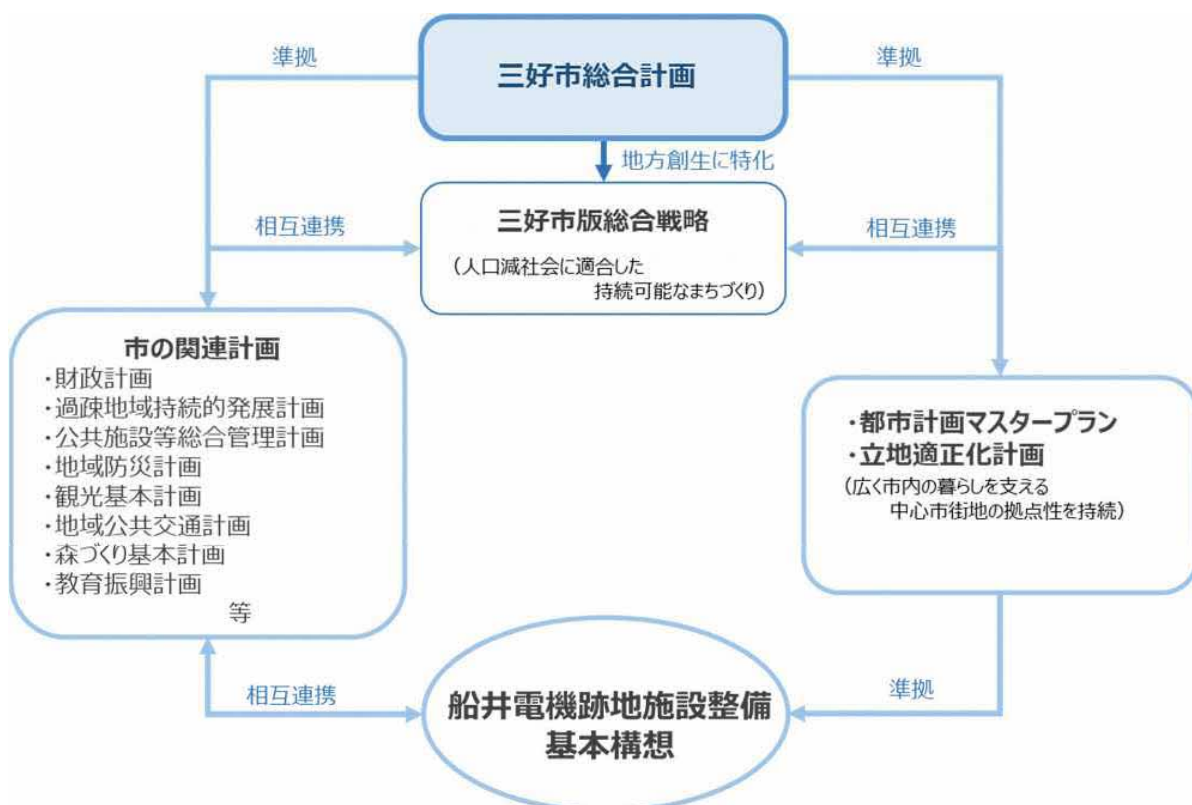 準拠
三好市総合計画
準拠
地方創生に特化
相互連携
三好市版総合戦略
（人口減社会に適合した
持続可能なまちづくり）
相互連携
市の関連計画
・財政計画
・過疎地域持続的発展計画
・公共施設等総合管理計画
・地域防災計画
・観光基本計画
・地域公共交通計画
・森づくり基本計画
・教育振興計画
等
・都市計画マスタープラン
・立地適正化計画
（広く市内の暮らしを支える
中心市街地の拠点性を持続）
相互連携
船井電機跡地施設整備
基本構想
準拠